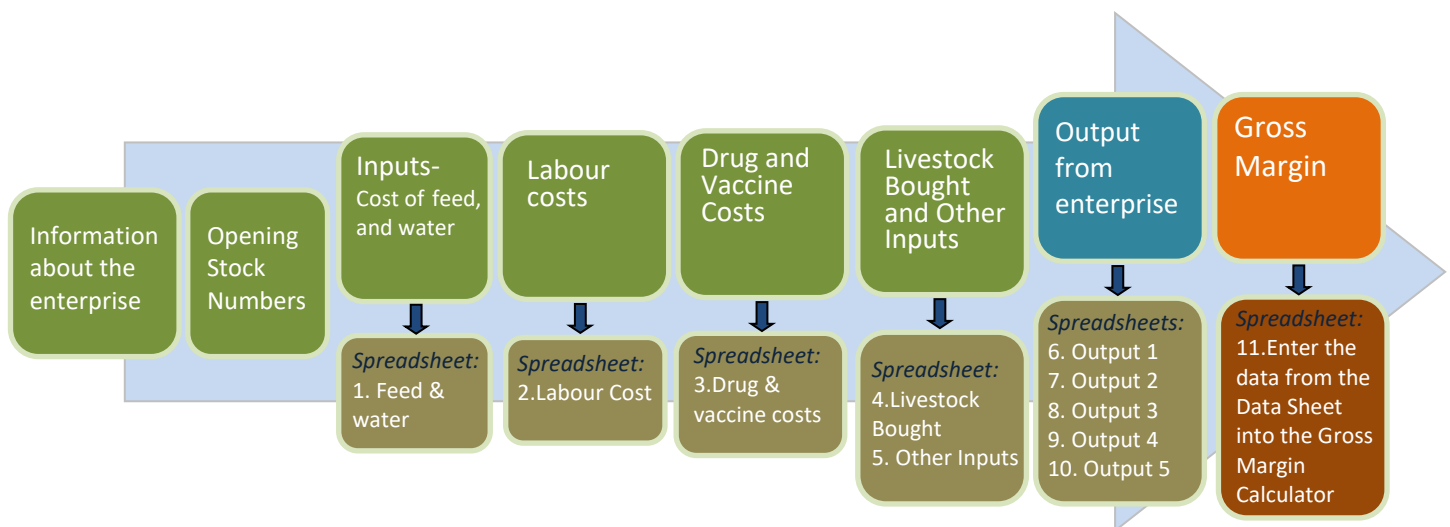 Information
about the
enterprise
Opening
Stock
Numbers
Inputs-
Cost of feed,
and water
Spreadsheet:
1. Feed &
water
Labour
costs
Spreadsheet:
2.Labour Cost
Drug and
Vaccine
Costs
Spreadsheet:
3.Drug &
vaccine costs
Livestock
Bought
and Other
Inputs
Spreadsheet:
4.Livestock
Bought
5. Other Inputs
Output
from
enterprise
Spreadsheets:
6. Output 1
7. Output 2
8. Output 3
9. Output 4
10. Output 5
Gross
Margin
Spreadsheet:
11.Enter the
data from the
Data Sheet
into the Gross
Margin
Calculator